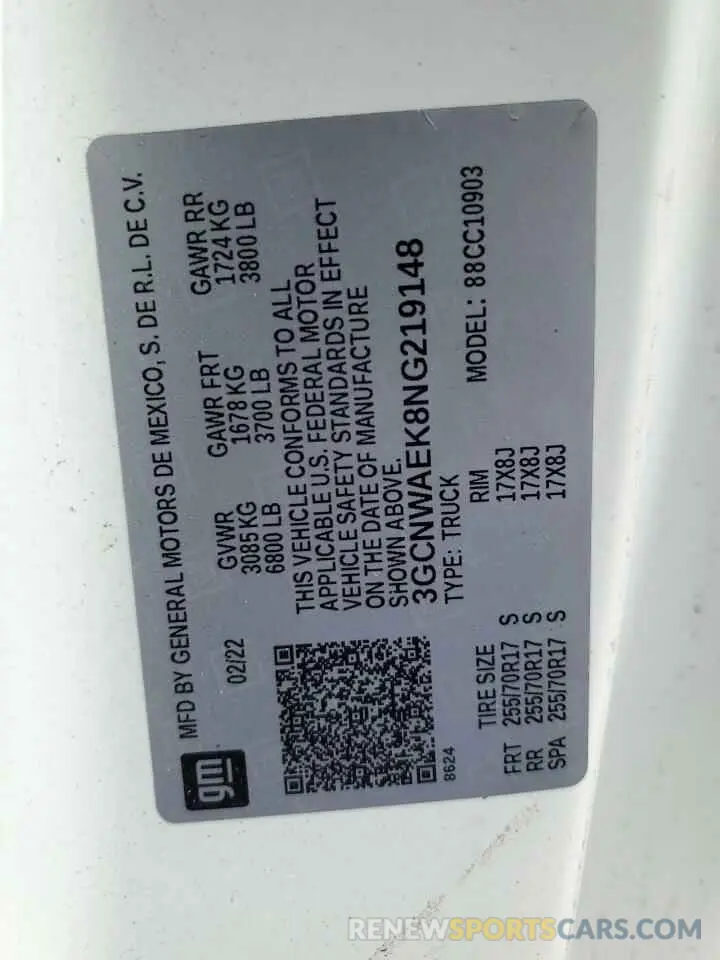 gm
MFD BY GENERAL MOTORS DE MEXICO, S. DE R.L. DE C.V.
02/22
GVWR GAWR FRT GAWR RR
3085 KG 1678 KG 1724 KG
6800 LB 3700 LB 3800 LB
THIS VEHICLE CONFORMS TO ALL
APPLICABLE U.S. FEDERAL MOTOR
VEHICLE SAFETY STANDARDS IN EFFECT
ON THE DATE OF MANUFACTURE
SHOWN ABOVE.
3GCNWAEK8NG219148
TYPE: TRUCK MODEL: 88CC10903
8624
TIRE SIZE RIM
FRT 255/70R17 S 17X8J
RR 255/70R17 S 17X8J
SPA 255/70R17 S 17X8J
RENEWSPORTSCARS.COM